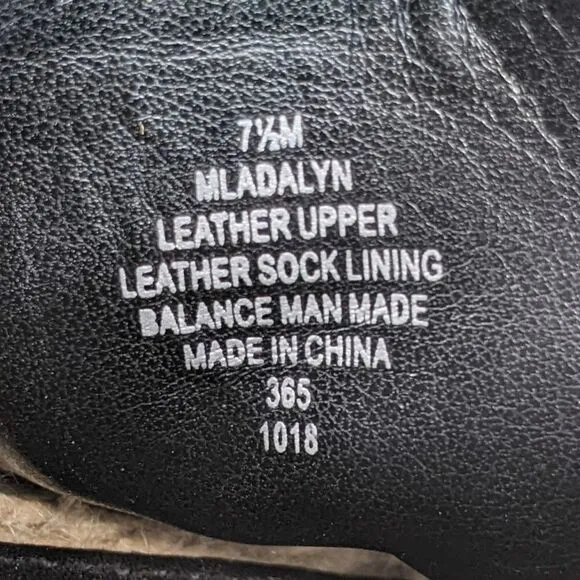 7½M
MLADALYN
LEATHER UPPER
LEATHER SOCK LINING
BALANCE MAN MADE
MADE IN CHINA
365
1018